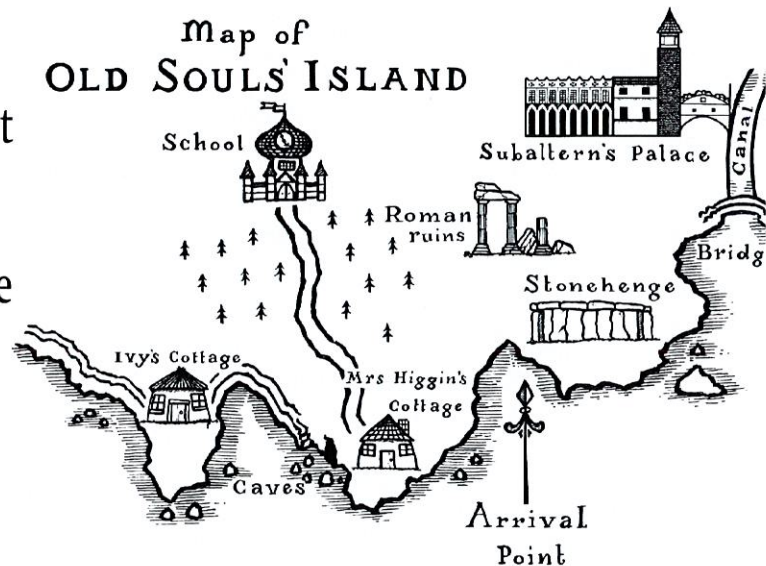 Map of
OLD SOULS' ISLAND
t
School
Subaltern's Palace
Canal
Roman
ruins
Bridg
e
Stonehenge
Ivy's Cottage
Mrs Higgin's
Cottage
Caves
Arrival
Point